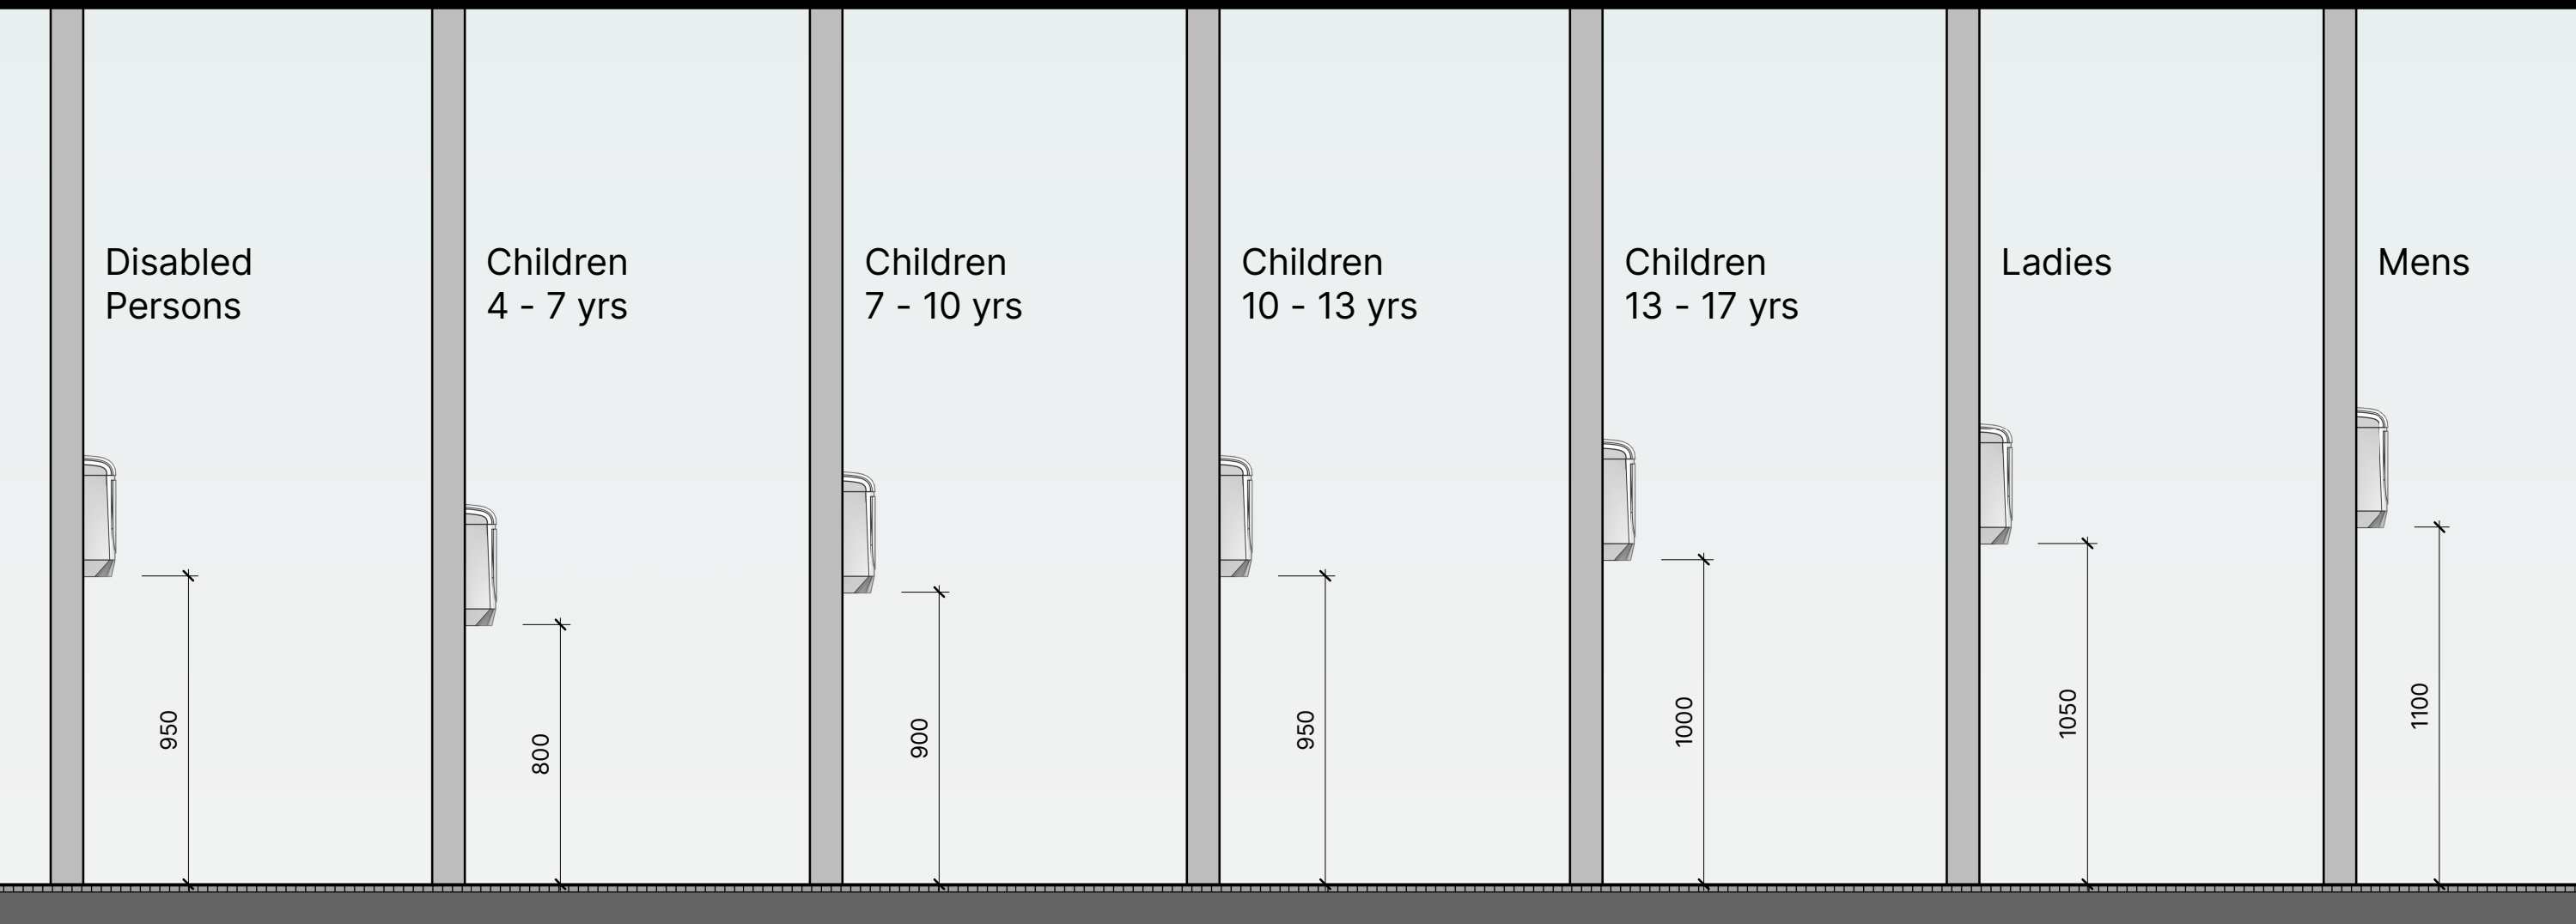 Disabled
Persons
Children
4 - 7 yrs
Children
7 - 10 yrs
Children
10 - 13 yrs
Children
13 - 17 yrs
Ladies
Mens
950
800
900
950
1000
1050
1100